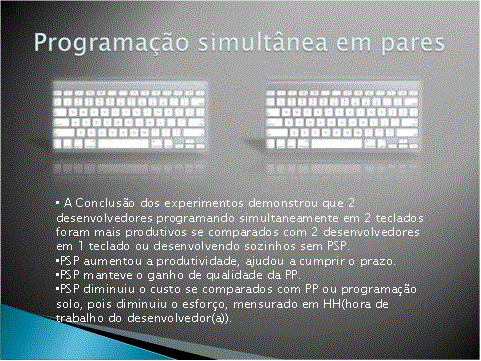 Programação simultânea em pares
• A Conclusão dos experimentos demonstrou que 2
desenvolvedores programando simultaneamente em 2 teclados
foram mais produtivos se comparados com 2 desenvolvedores
em 1 teclado ou desenvolvendo sozinhos sem PSP.
•PSP aumentou a produtividade, ajudou a cumprir o prazo.
•PSP manteve o ganho de qualidade da PP.
•PSP diminuiu o custo se comparados com PP ou programação
solo, pois diminuiu o esforço, mensurado em HH(hora de
trabalho do desenvolvedor(a)).